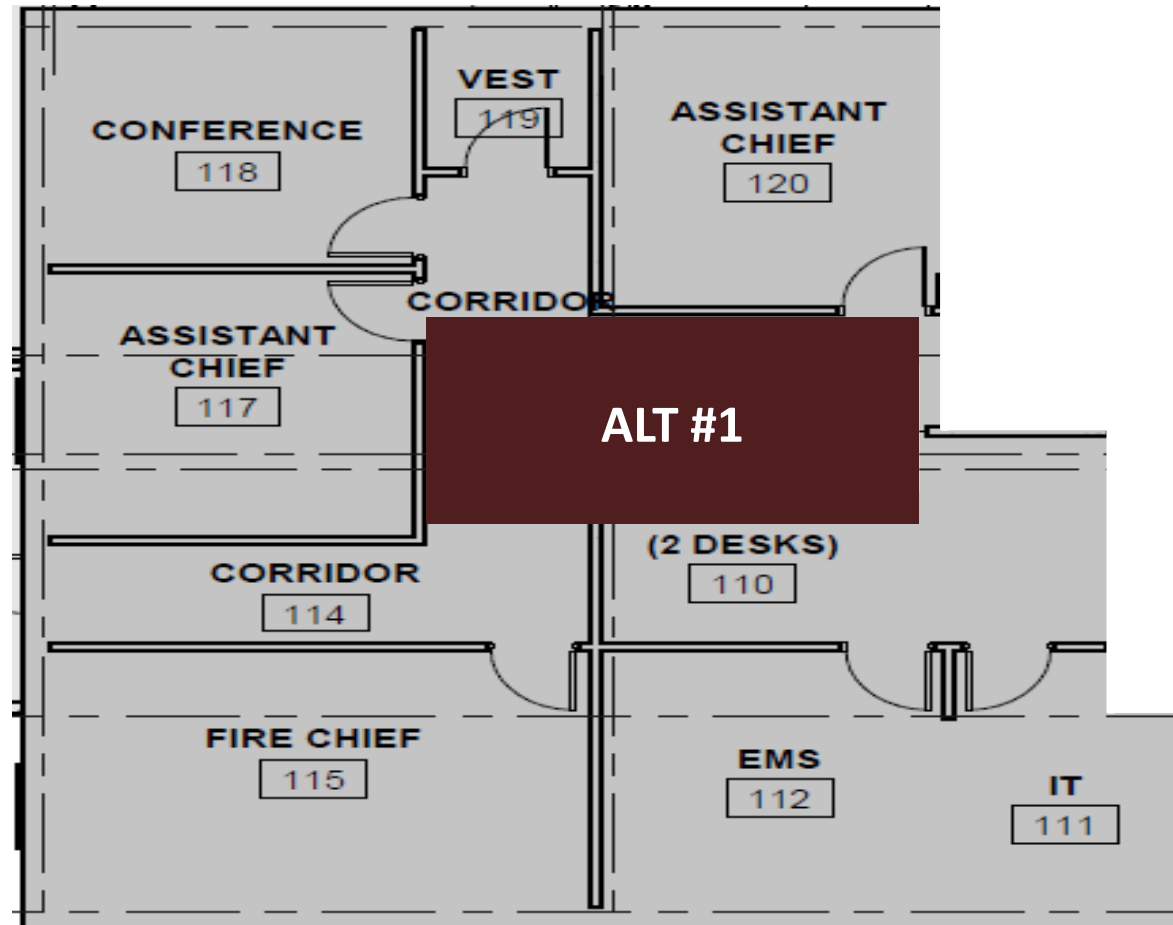 VEST
119
CONFERENCE
118
ASSISTANT
CHIEF
120
CORRIDOR
ASSISTANT
CHIEF
117
ALT #1
(2 DESKS)
110
CORRIDOR
114
FIRE CHIEF
115
EMS
112
IT
111